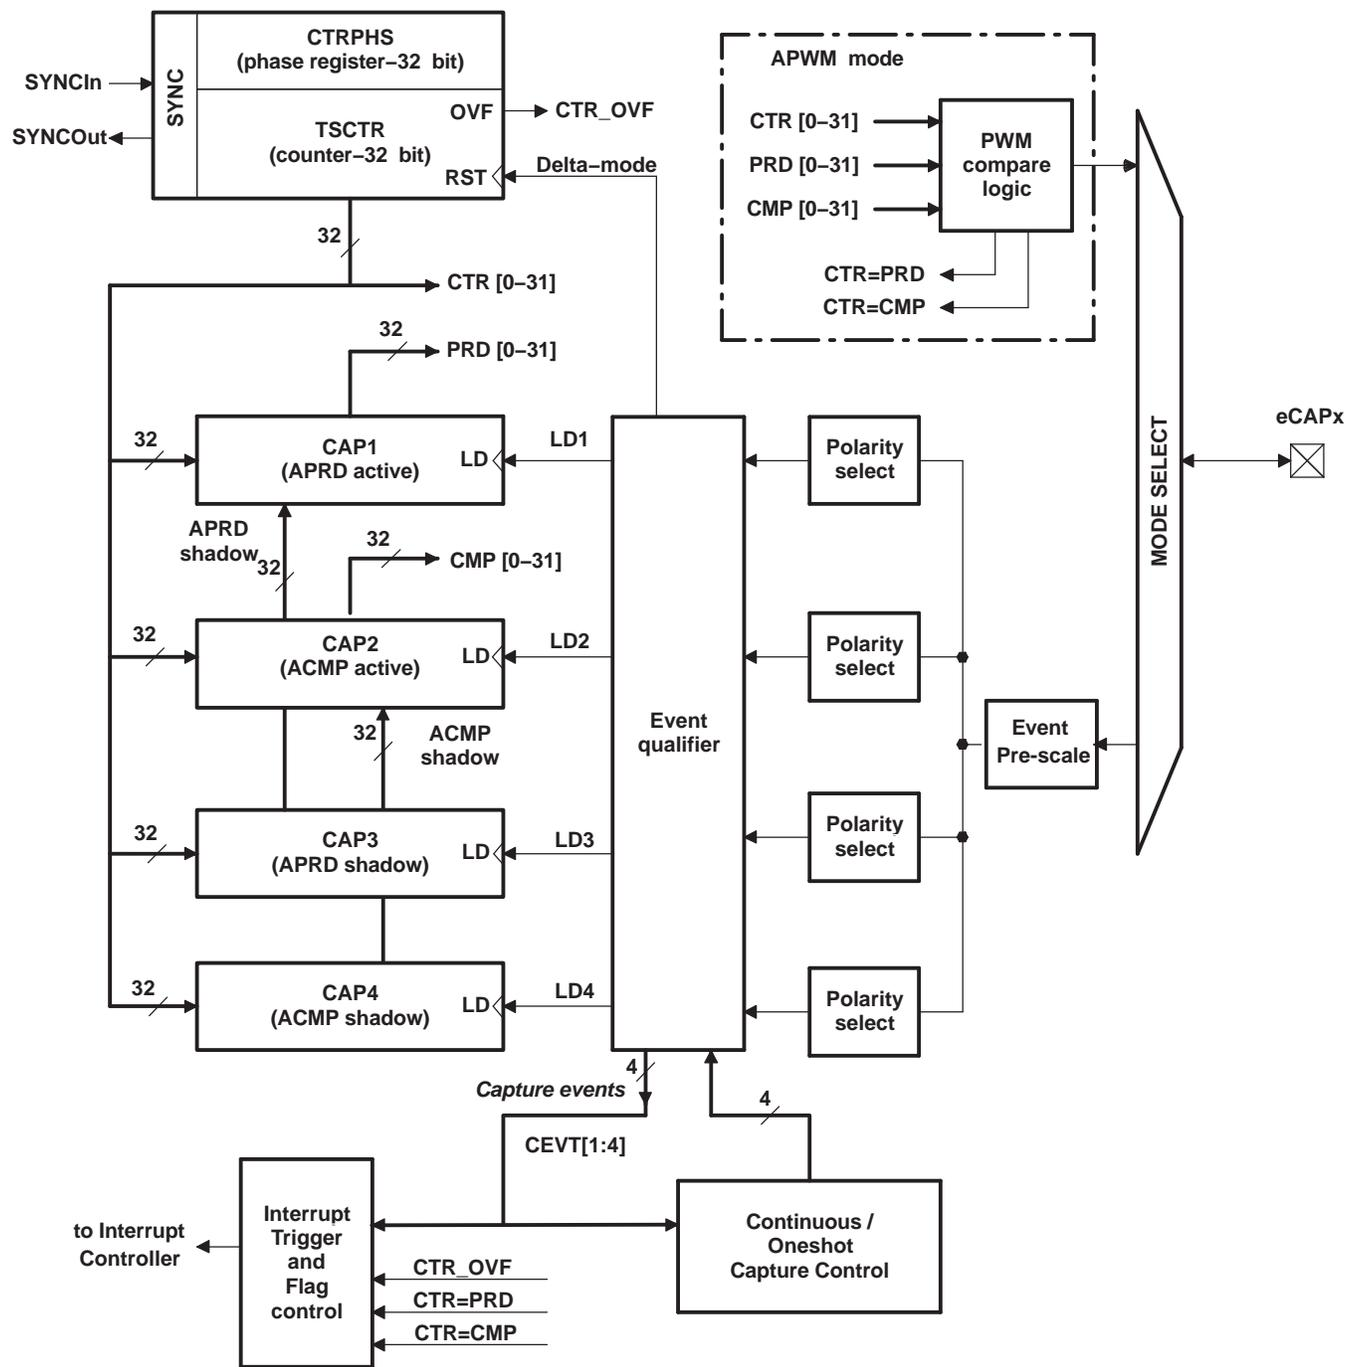 CTRPHS
(phase register−32 bit)
APWM mode
SYNCIn
SYNC
OVF
CTR_OVF
SYNCOut
TSCTR
(counter−32 bit)
RST
Delta−mode
CTR [0−31]
PRD [0−31]
CMP [0−31]
PWM
compare
logic
CTR=PRD
CTR=CMP
32
CTR [0−31]
32
PRD [0−31]
eCAPx
MODE SELECT
32
CAP1
(APRD active)
LD
LD1
Polarity
select
APRD
shadow
32
32
CMP [0−31]
32
CAP2
(ACMP active)
LD
LD2
Polarity
select
32
ACMP
shadow
Event
qualifier
Event
Pre-scale
32
CAP3
(APRD shadow)
LD
LD3
Polarity
select
32
CAP4
(ACMP shadow)
LD
LD4
Polarity
select
4
Capture events
4
CEVT[1:4]
to Interrupt
Controller
Interrupt
Trigger
and
Flag
control
Continuous /
Oneshot
Capture Control
CTR_OVF
CTR=PRD
CTR=CMP